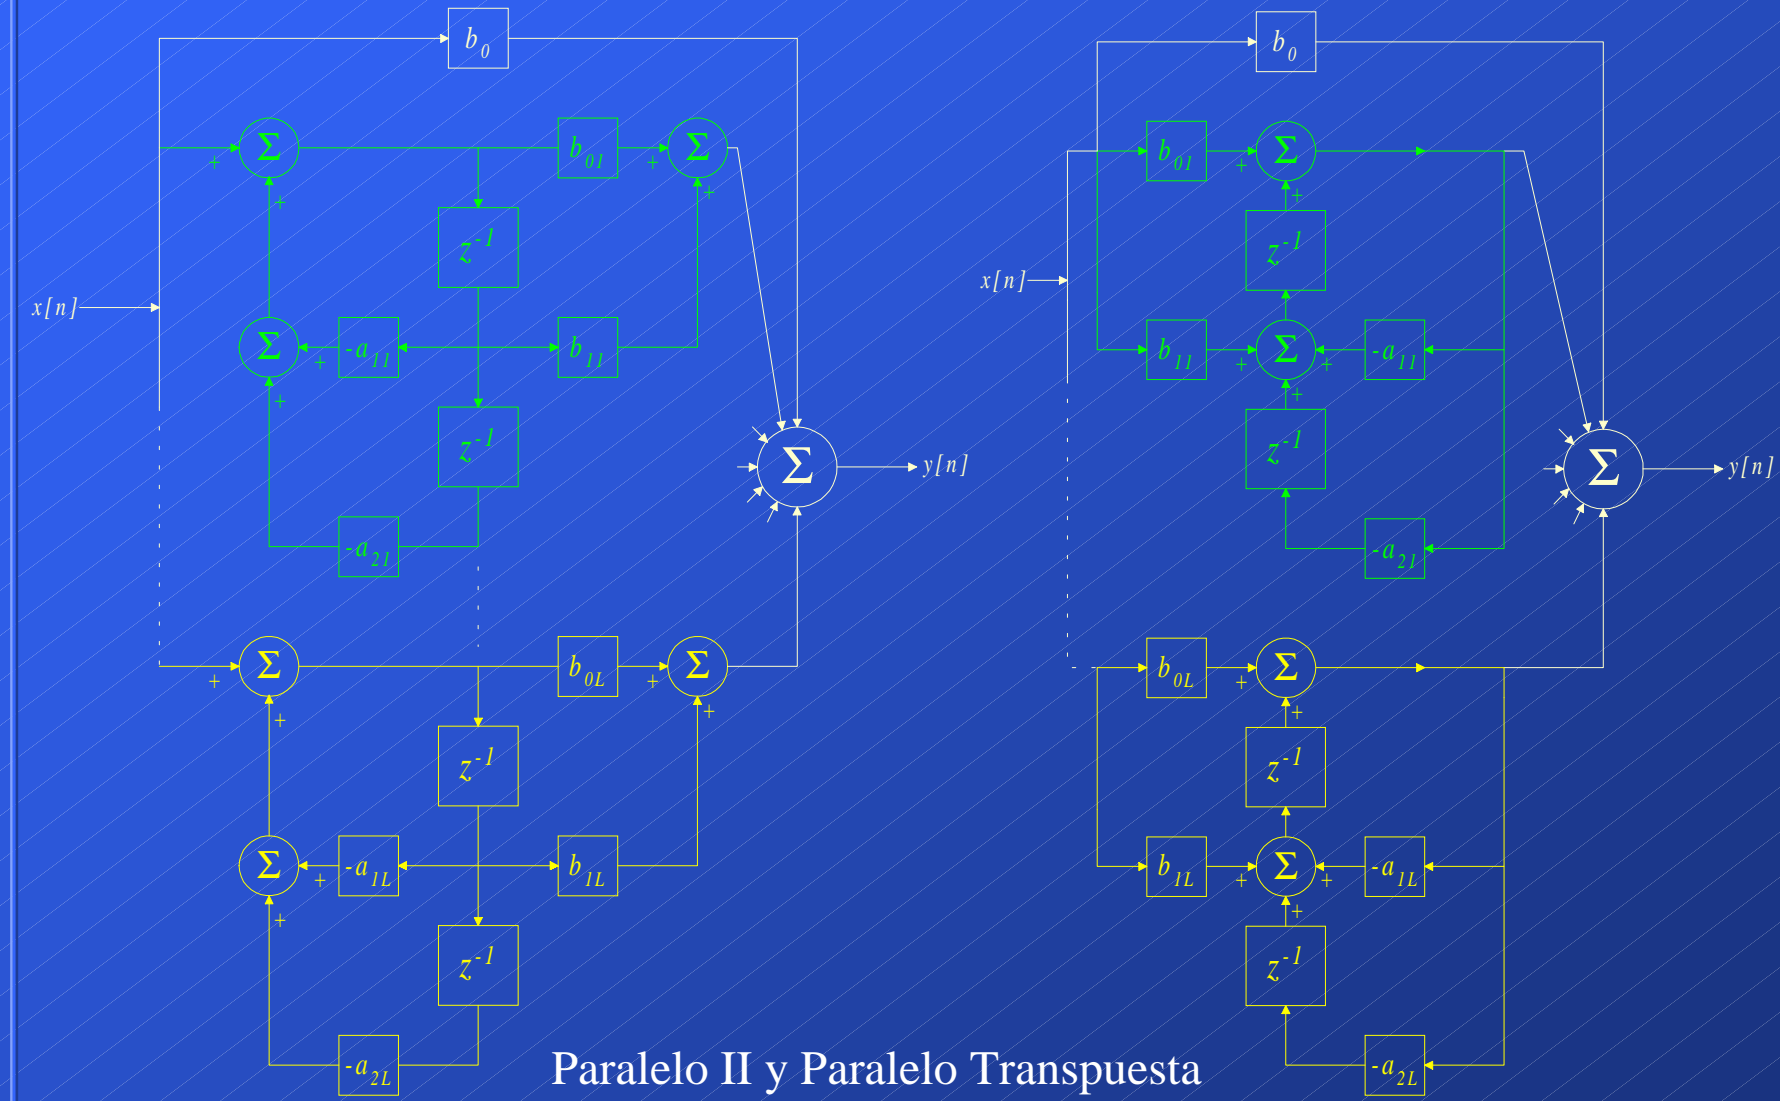 b0
+ Σ b01 + Σ
+ +
z^-1
x[n]
Σ + -a11 b11
+
z^-1
Σ y[n]
-a21
+ Σ b0L + Σ
+ +
z^-1
Σ + -a1L b1L
+
z^-1
-a2L
b0
b01 + Σ
+
z^-1
x[n]
b11 + Σ + -a11
+
z^-1
Σ y[n]
-a21
b0L + Σ
+
z^-1
b1L + Σ + -a1L
+
z^-1
-a2L
Paralelo II y Paralelo Transpuesta